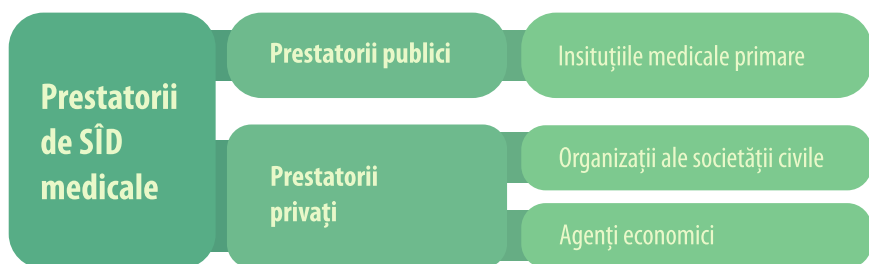 Prestatorii
de SÎD
medicale
Prestatorii publici
Insituțiile medicale primare
Prestatorii
privați
Organizații ale societății civile
Agenți economici